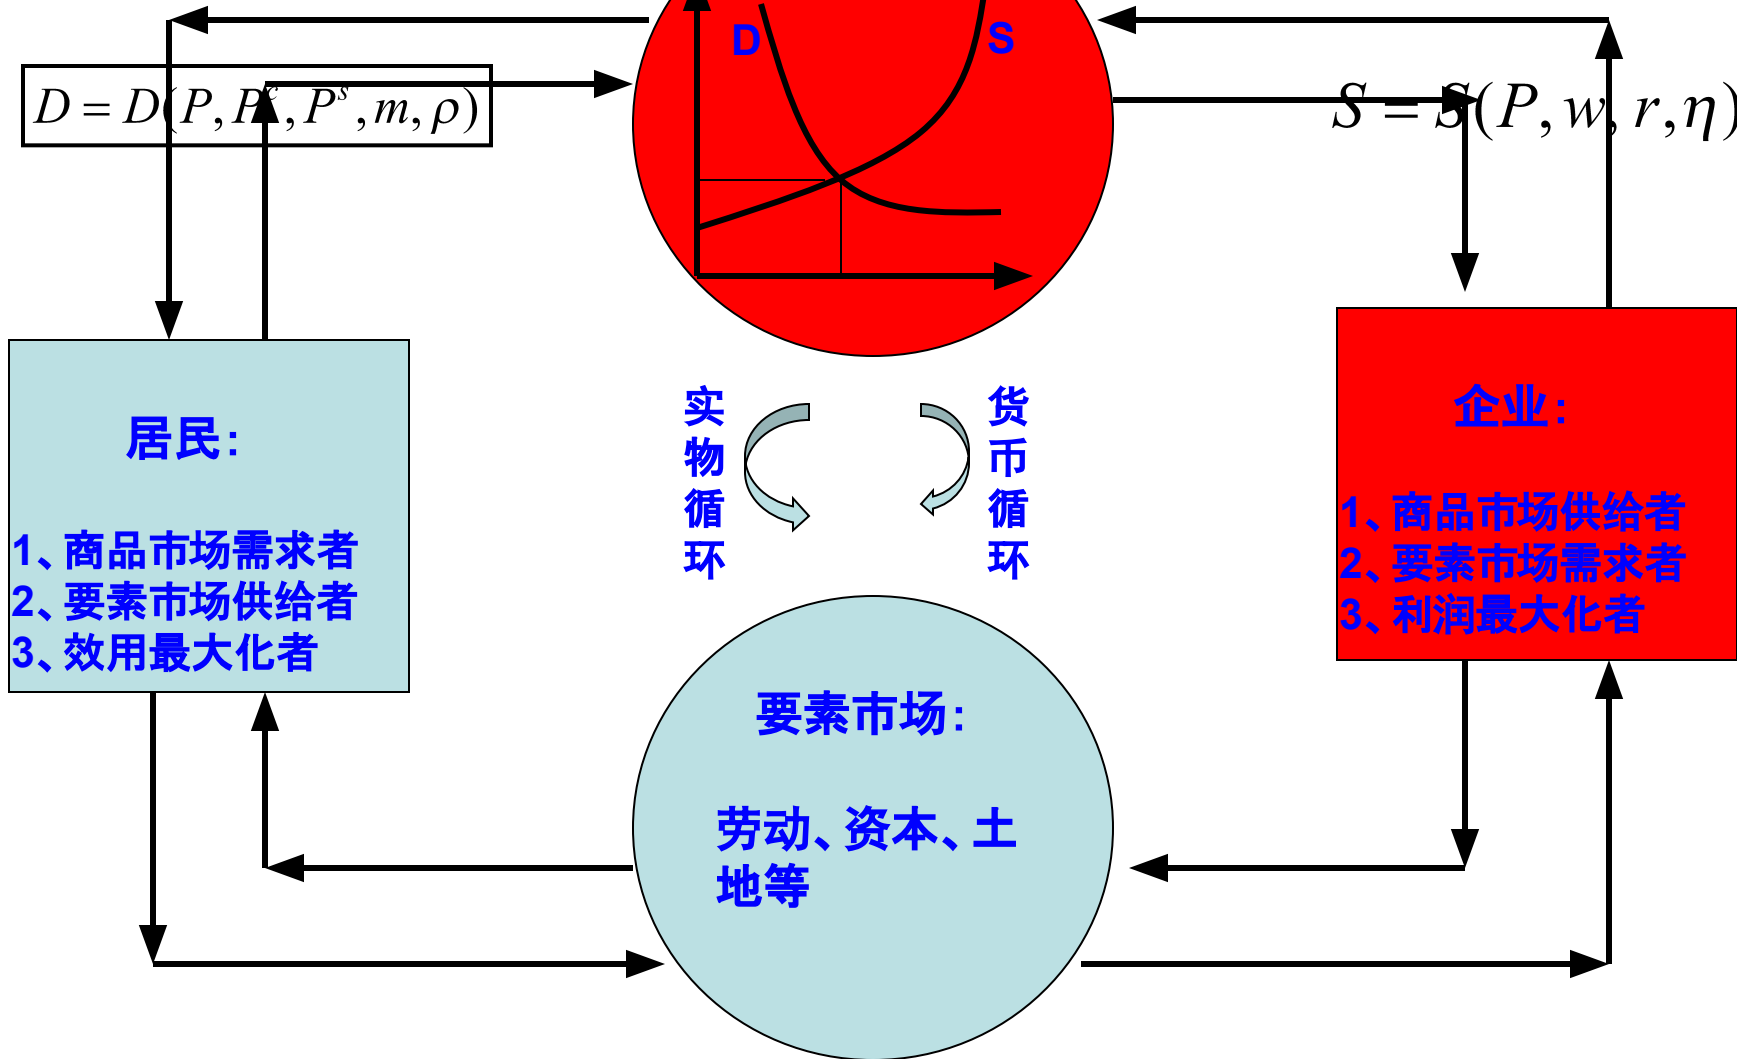 D S
D = D(P, P^c, P^s, m, ρ)
S = S(P, w, r, η)
居民：
1、商品市场需求者
2、要素市场供给者
3、效用最大化者
实
物
循
环
货
币
循
环
企业：
1、商品市场供给者
2、要素市场需求者
3、利润最大化者
要素市场：
劳动、资本、土
地等